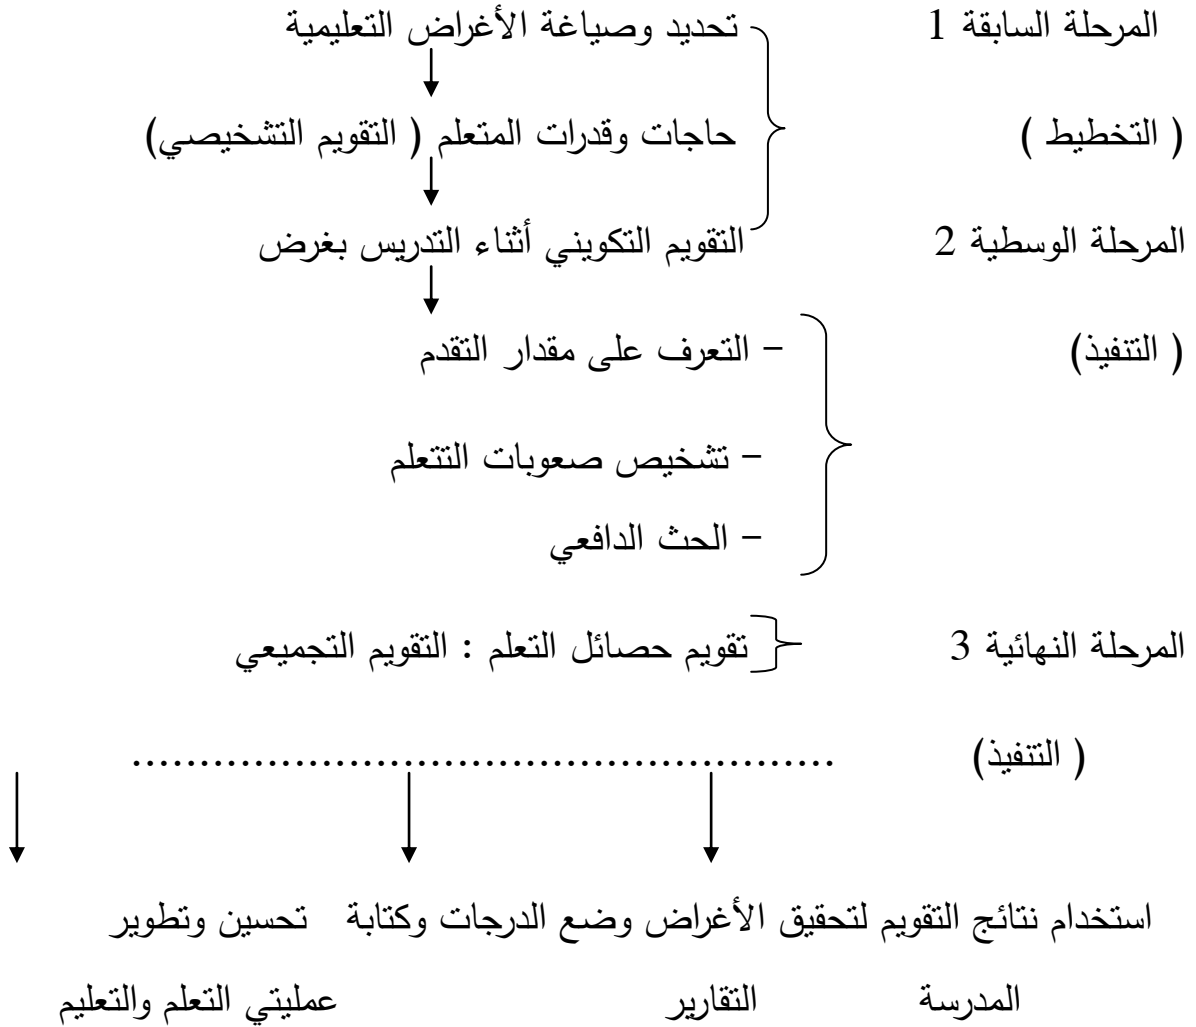 المرحلة السابقة 1 تحديد وصياغة الأغراض التعليمية
( التخطيط ) حاجات وقدرات المتعلم ( التقويم التشخيصي)
المرحلة الوسطية 2 التقويم التكويني أثناء التدريس بغرض
( التنفيذ) – التعرف على مقدار التقدم
– تشخيص صعوبات التتعلم
– الحث الدافعي
المرحلة النهائية 3 تقويم حصائل التعلم : التقويم التجميعي
( التنفيذ) ....................................................
استخدام نتائج التقويم لتحقيق الأغراض وضع الدرجات وكتابة تحسين وتطوير
المدرسة التقارير عمليتي التعلم والتعليم